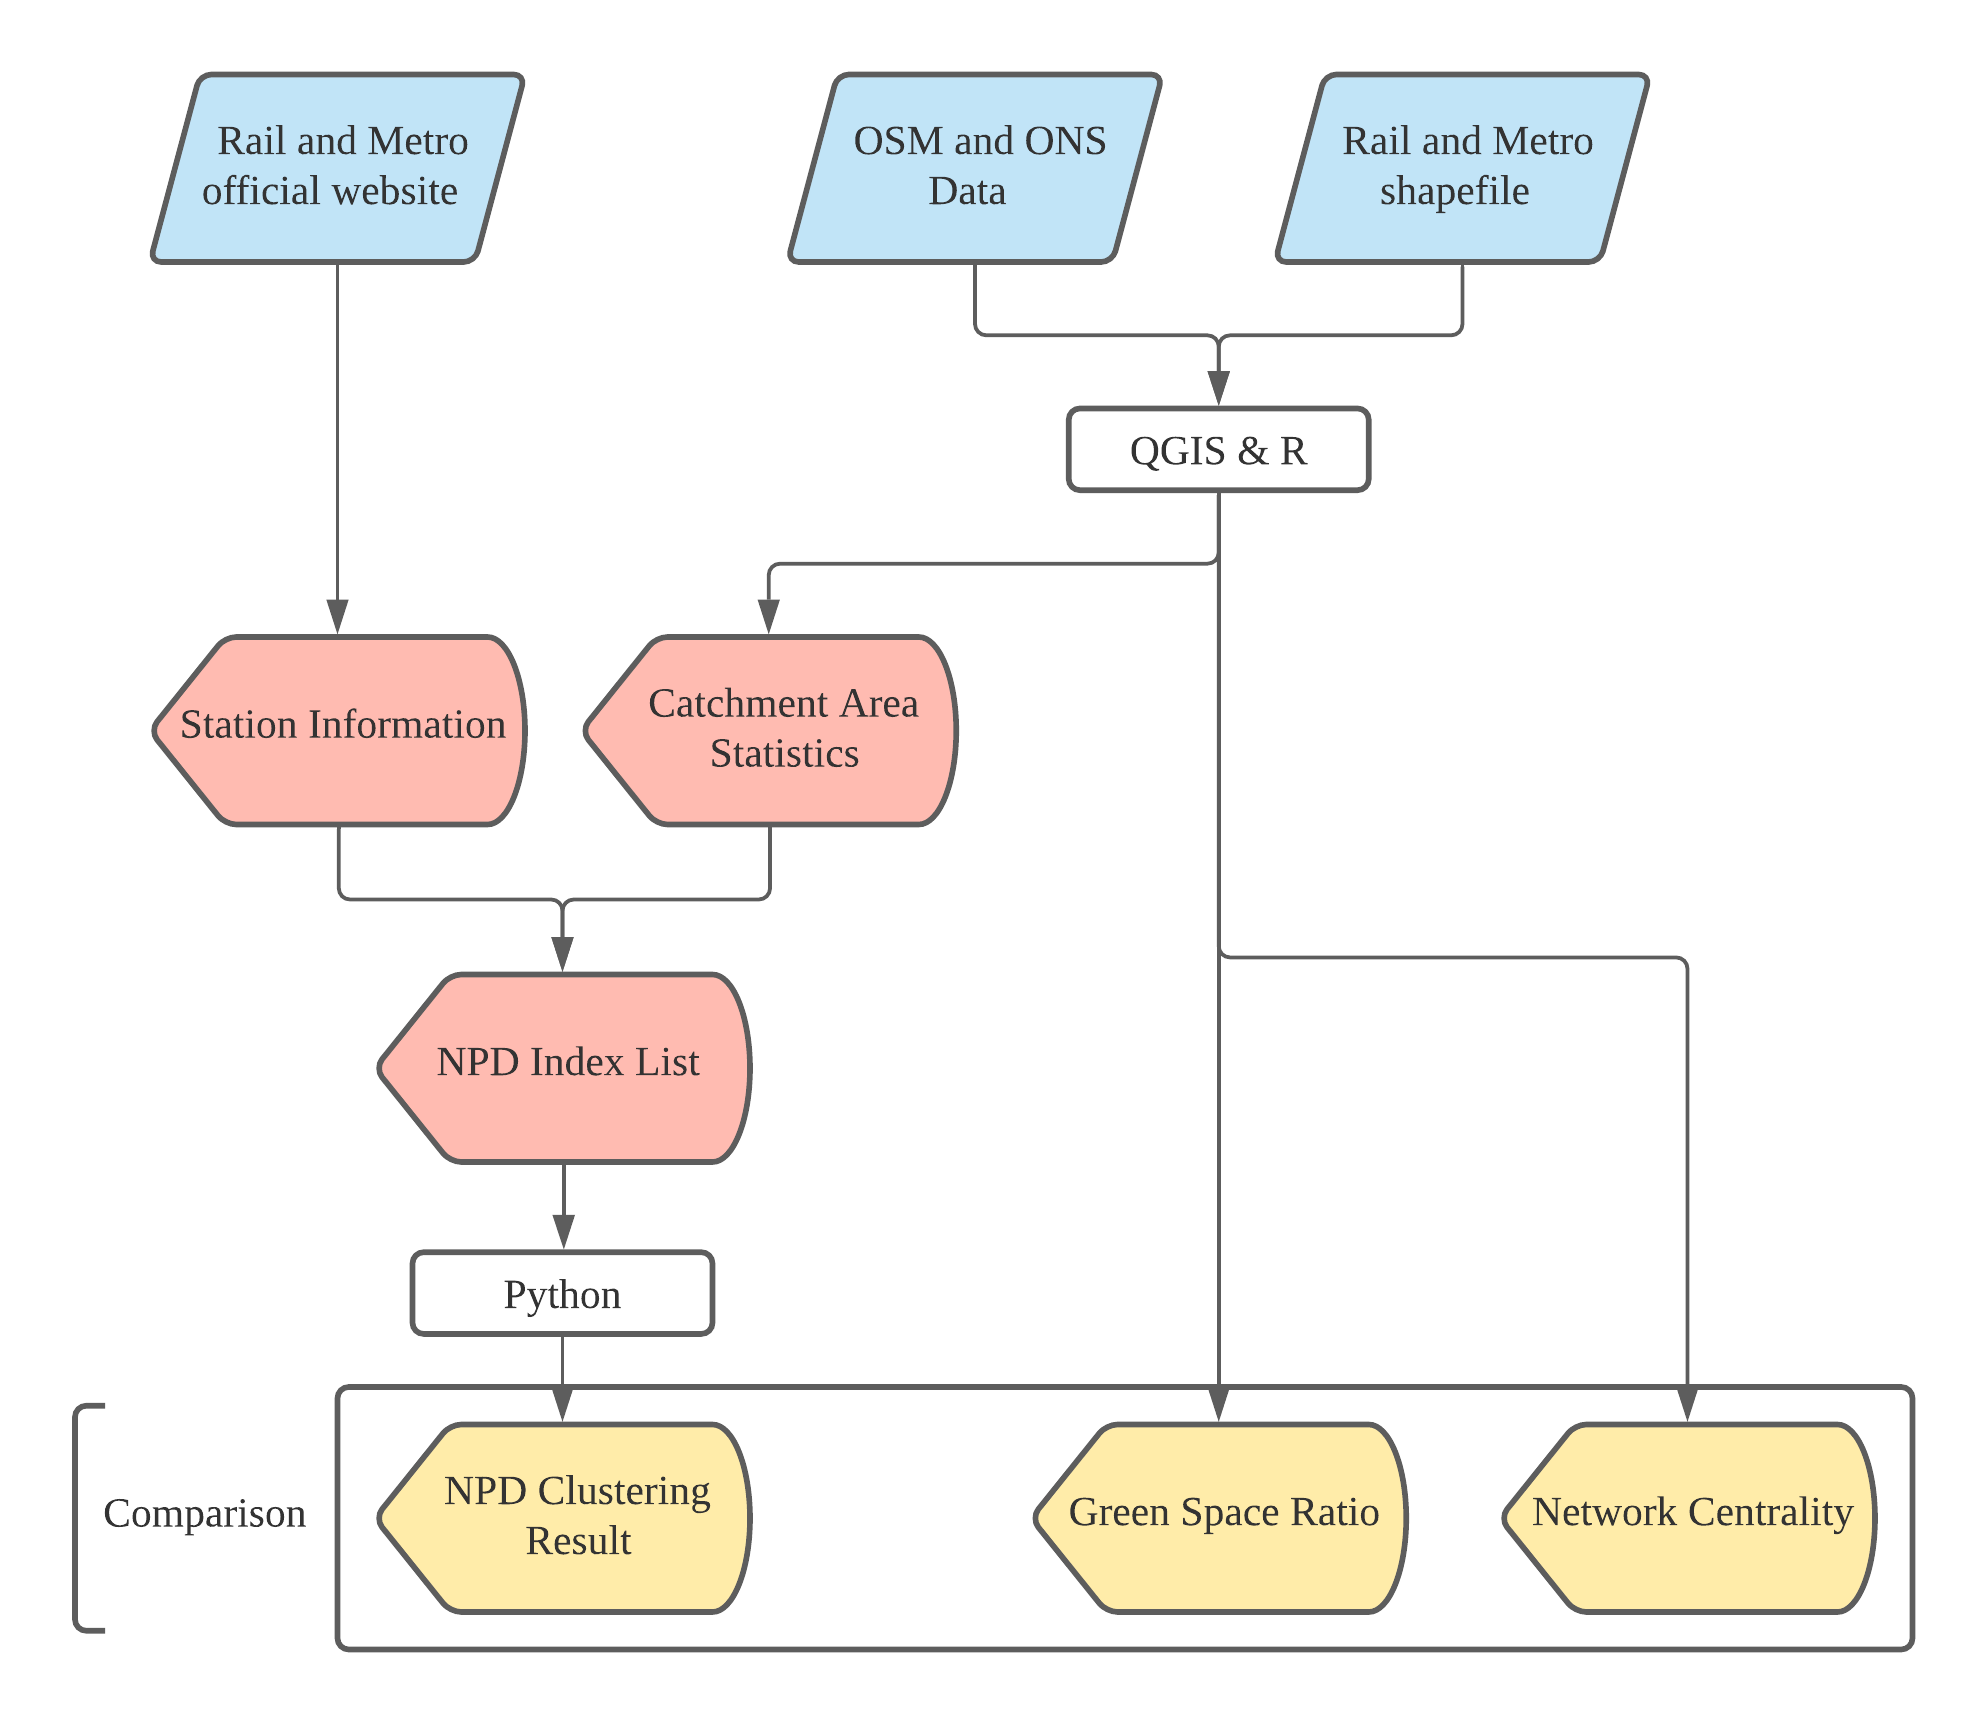 Rail and Metro
official website
OSM and ONS
Data
Rail and Metro
shapefile
QGIS & R
Station Information
Catchment Area
Statistics
NPD Index List
Python
Comparison
NPD Clustering
Result
Green Space Ratio
Network Centrality